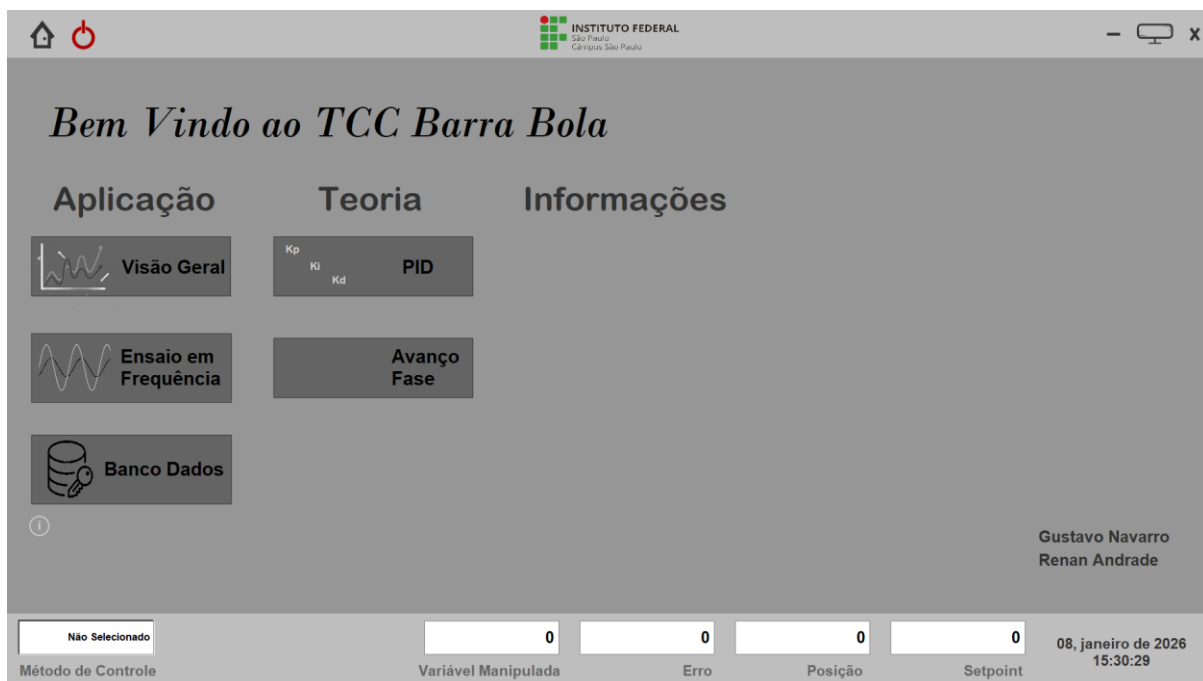 INSTITUTO FEDERAL
São Paulo
Câmpus São Paulo
x
Bem Vindo ao TCC Barra Bola
Aplicação
Teoria
Informações
Visão Geral
Kp
Ki
Kd
PID
Ensaio em
Frequência
Avanço
Fase
Banco Dados
i
Gustavo Navarro
Renan Andrade
Não Selecionado
0
0
0
0
08, janeiro de 2026
15:30:29
Método de Controle
Variável Manipulada
Erro
Posição
Setpoint